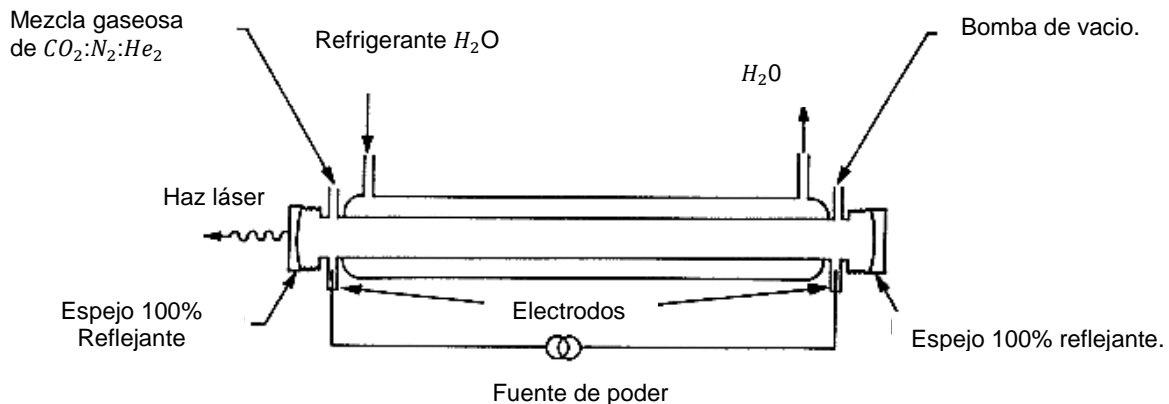 Mezcla gaseosa
de 𝐶𝑂₂:𝑁₂:𝐻𝑒₂
Refrigerante 𝐻₂O
Bomba de vacio.
𝐻₂0
Haz láser
Espejo 100%
Reflejante
Electrodos
Espejo 100% reflejante.
Fuente de poder